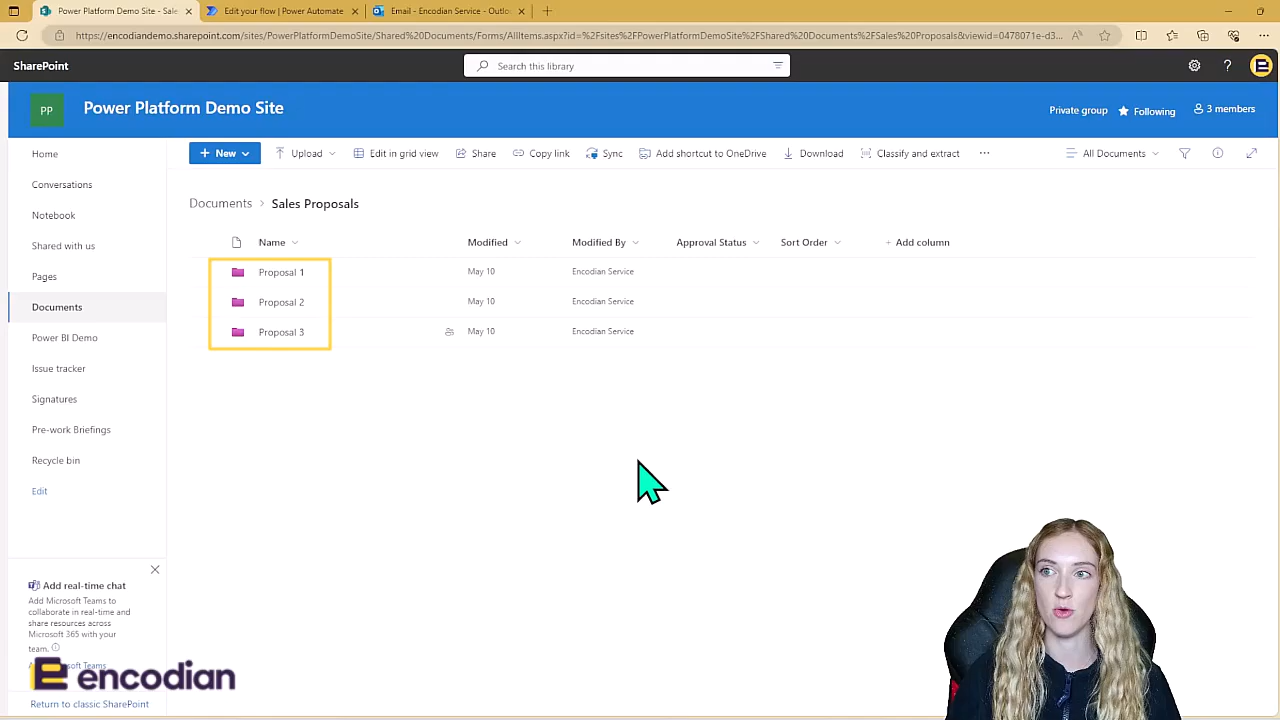 Power Platform Demo Site - Sale
Edit your flow | Power Automate
Email - Encodian Service - Outlo
https://encodiandemo.sharepoint.com/sites/PowerPlatformDemoSite/Shared%20Documents/Forms/AllItems.aspx?id=%2Fsites%2FPowerPlatformDemoSite%2FShared%20Documents%2FSales%20Proposals&viewid=0478071e-d3...
SharePoint
Search this library
PP
Power Platform Demo Site
Private group
Following
3 members
Home
Conversations
Notebook
Shared with us
Pages
Documents
Power BI Demo
Issue tracker
Signatures
Pre-work Briefings
Recycle bin
Edit
New
Upload
Edit in grid view
Share
Copy link
Sync
Add shortcut to OneDrive
Download
Classify and extract
All Documents
Documents > Sales Proposals
Name
Modified
Modified By
Approval Status
Sort Order
+ Add column
Proposal 1 May 10 Encodian Service
Proposal 2 May 10 Encodian Service
Proposal 3 May 10 Encodian Service
Add real-time chat
Add Microsoft Teams to
collaborate in real-time and
share resources across
Microsoft 365 with your
team.
soft Teams
encodian
Return to classic SharePoint